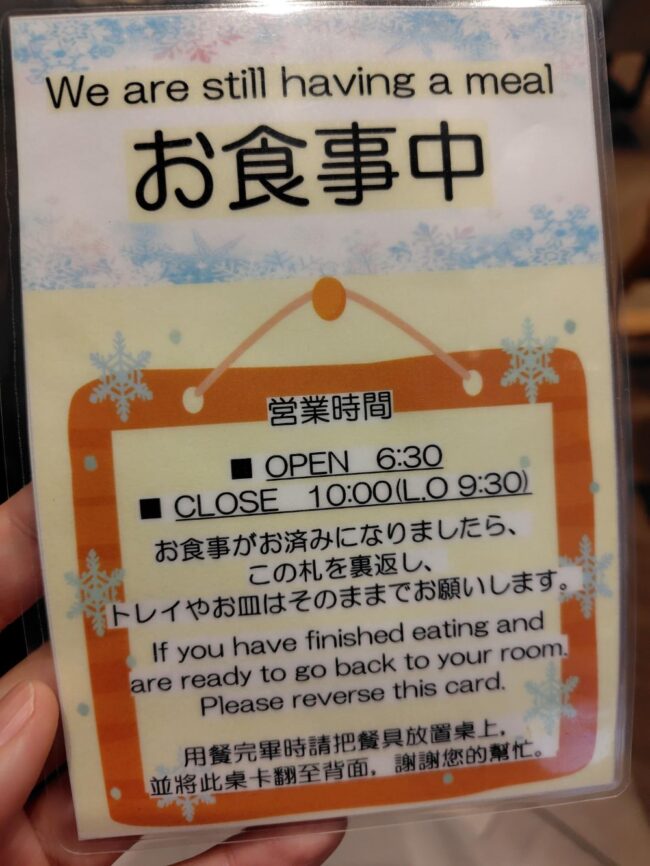 We are still having a meal
お食事中
営業時間
■ OPEN 6:30
■ CLOSE 10:00(L.O 9:30)
お食事がお済みになりましたら、
この札を裏返し、
トレイやお皿はそのままでお願いします。
If you have finished eating and
are ready to go back to your room.
Please reverse this card.
用餐完畢時請把餐具放置桌上，
並將此桌卡翻至背面，謝謝您的幫忙。